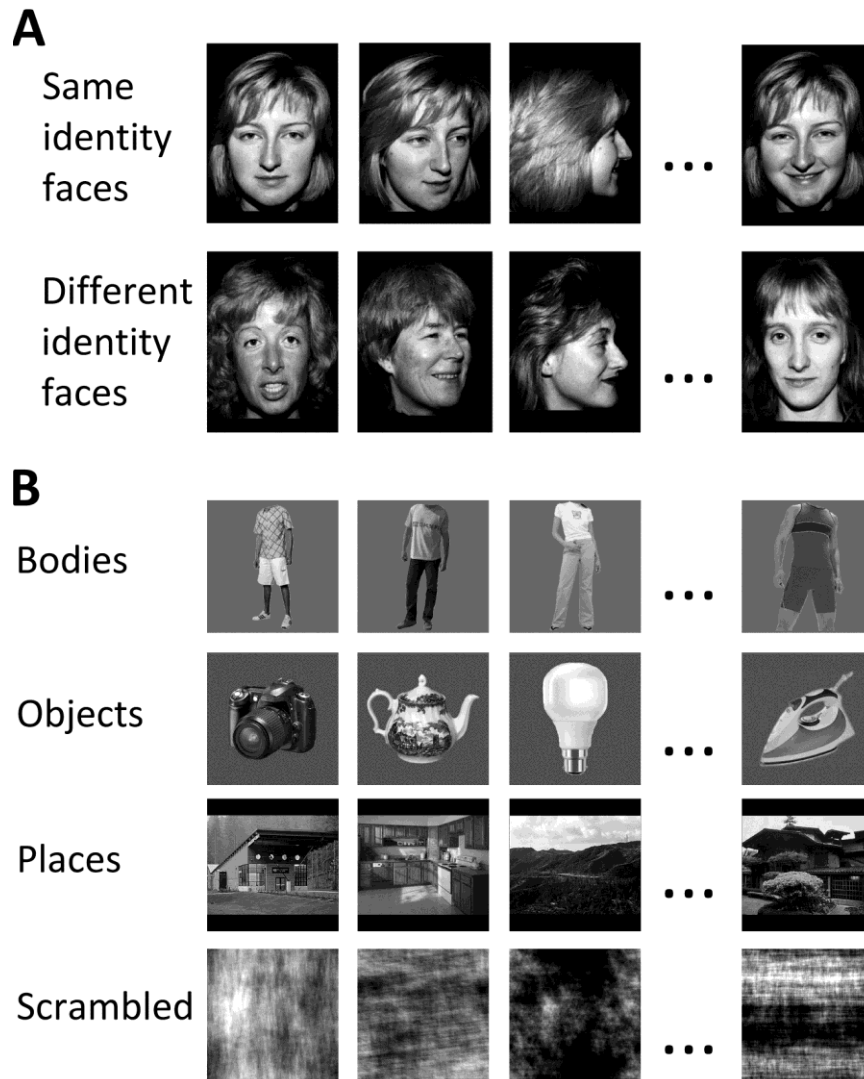 A
Same
identity
faces
...
Different
identity
faces
...
B
Bodies
...
Objects
...
Places
...
Scrambled
...